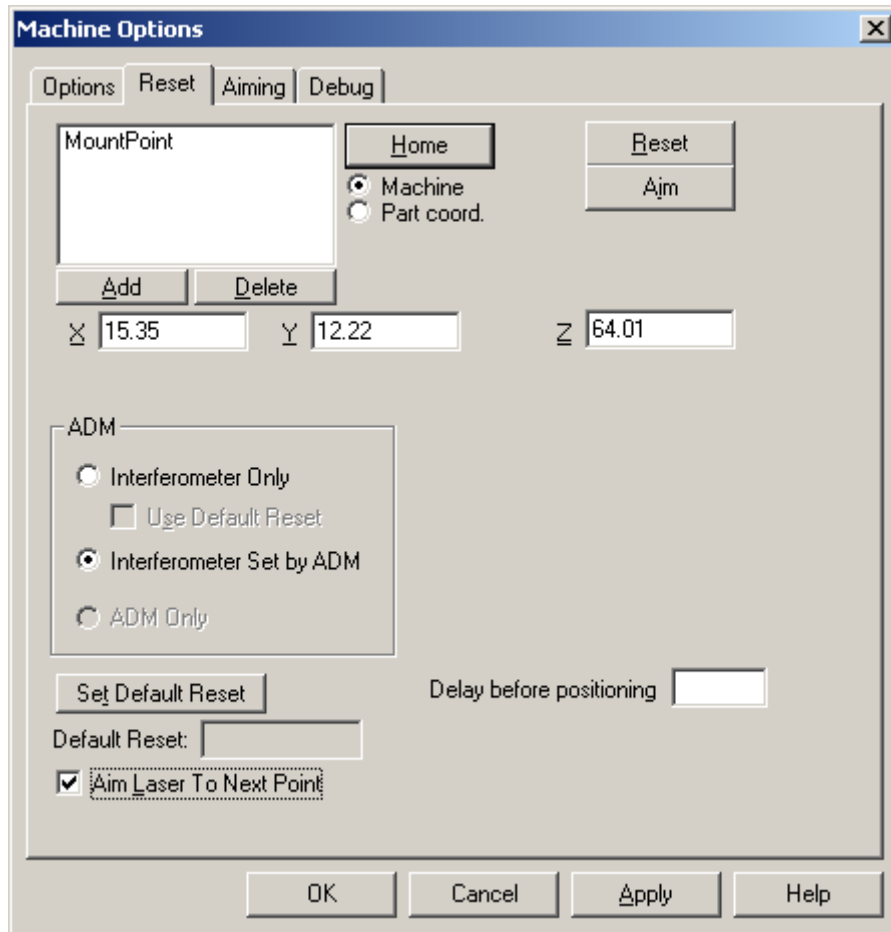 Machine Options
Options Reset Aiming Debug
MountPoint
Home
Reset
Machine
Aim
Part coord.
Add Delete
X 15.35 Y 12.22 Z 64.01
ADM
Interferometer Only
Use Default Reset
Interferometer Set by ADM
ADM Only
Set Default Reset Delay before positioning
Default Reset:
Aim Laser To Next Point
OK Cancel Apply Help